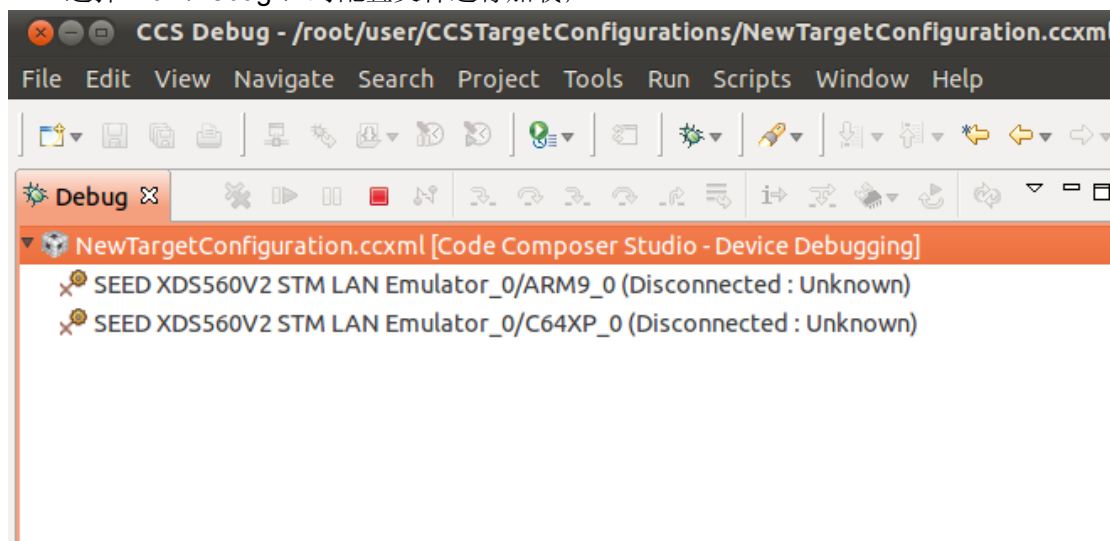 CCS Debug - /root/user/CCSTargetConfigurations/NewTargetConfiguration.ccxml
File Edit View Navigate Search Project Tools Run Scripts Window Help
Debug
NewTargetConfiguration.ccxml [Code Composer Studio - Device Debugging]
SEED XDS560V2 STM LAN Emulator_0/ARM9_0 (Disconnected : Unknown)
SEED XDS560V2 STM LAN Emulator_0/C64XP_0 (Disconnected : Unknown)